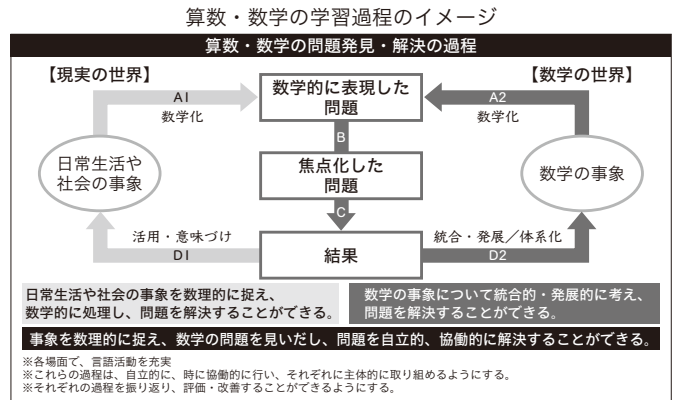 算数・数学の学習過程のイメージ
算数・数学の問題発見・解決の過程
【現実の世界】
【数学の世界】
A1
数学化
数学的に表現した
問題
A2
数学化
B
日常生活や
社会の事象
焦点化した
問題
数学の事象
C
活用・意味づけ
D1
結果
統合・発展／体系化
D2
日常生活や社会の事象を数理的に捉え、
数学的に処理し、問題を解決することができる。
数学の事象について統合的・発展的に考え、
問題を解決することができる。
事象を数理的に捉え、数学の問題を見いだし、問題を自立的、協働的に解決することができる。
※各場面で、言語活動を充実
※これらの過程は、自立的に、時に協働的に行い、それぞれに主体的に取り組めるようにする。
※それぞれの過程を振り返り、評価・改善することができるようにする。